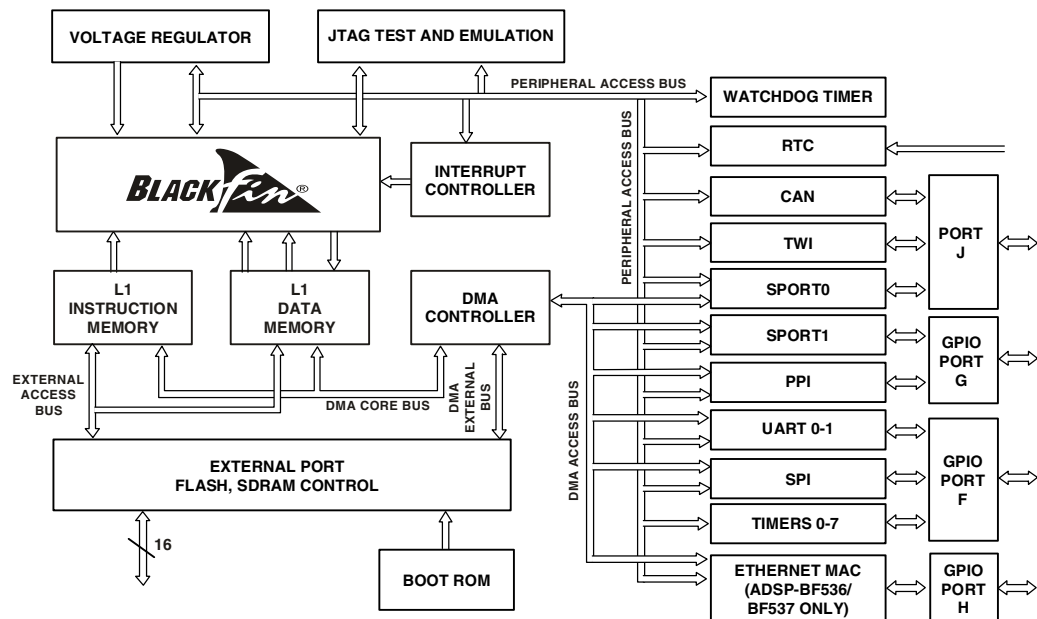 VOLTAGE REGULATOR
JTAG TEST AND EMULATION
PERIPHERAL ACCESS BUS
WATCHDOG TIMER
RTC
BLACKfin®
INTERRUPT
CONTROLLER
PERIPHERAL ACCESS BUS
CAN
TWI
PORT
J
L1
INSTRUCTION
MEMORY
L1
DATA
MEMORY
DMA
CONTROLLER
SPORT0
SPORT1
GPIO
PORT
G
PPI
EXTERNAL
ACCESS
BUS
DMA CORE BUS
DMA
EXTERNAL
BUS
DMA ACCESS BUS
UART 0-1
SPI
GPIO
PORT
F
TIMERS 0-7
EXTERNAL PORT
FLASH, SDRAM CONTROL
16
BOOT ROM
ETHERNET MAC
(ADSP-BF536/
BF537 ONLY)
GPIO
PORT
H